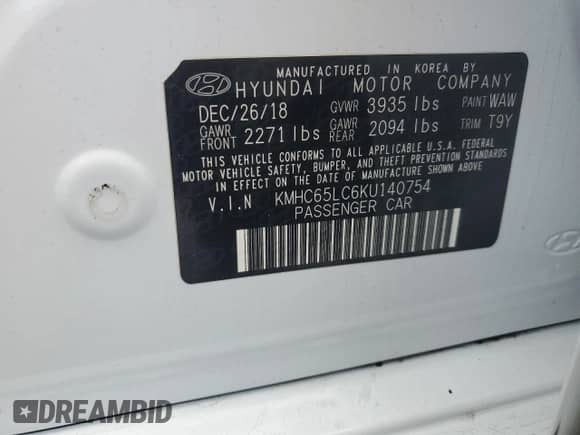 MANUFACTURED IN KOREA BY
HYUNDAI MOTOR COMPANY
DEC/26/18 GVWR 3935 lbs PAINT WAW
GAWR FRONT 2271 lbs GAWR REAR 2094 lbs TRIM T9Y
THIS VEHICLE CONFORMS TO ALL APPLICABLE U.S.A. FEDERAL
MOTOR VEHICLE SAFETY, BUMPER, AND THEFT PREVENTION STANDARDS
IN EFFECT ON THE DATE OF MANUFACTURE SHOWN ABOVE
V.I.N KMHC65LC6KU140754
PASSENGER CAR
DREAMBID